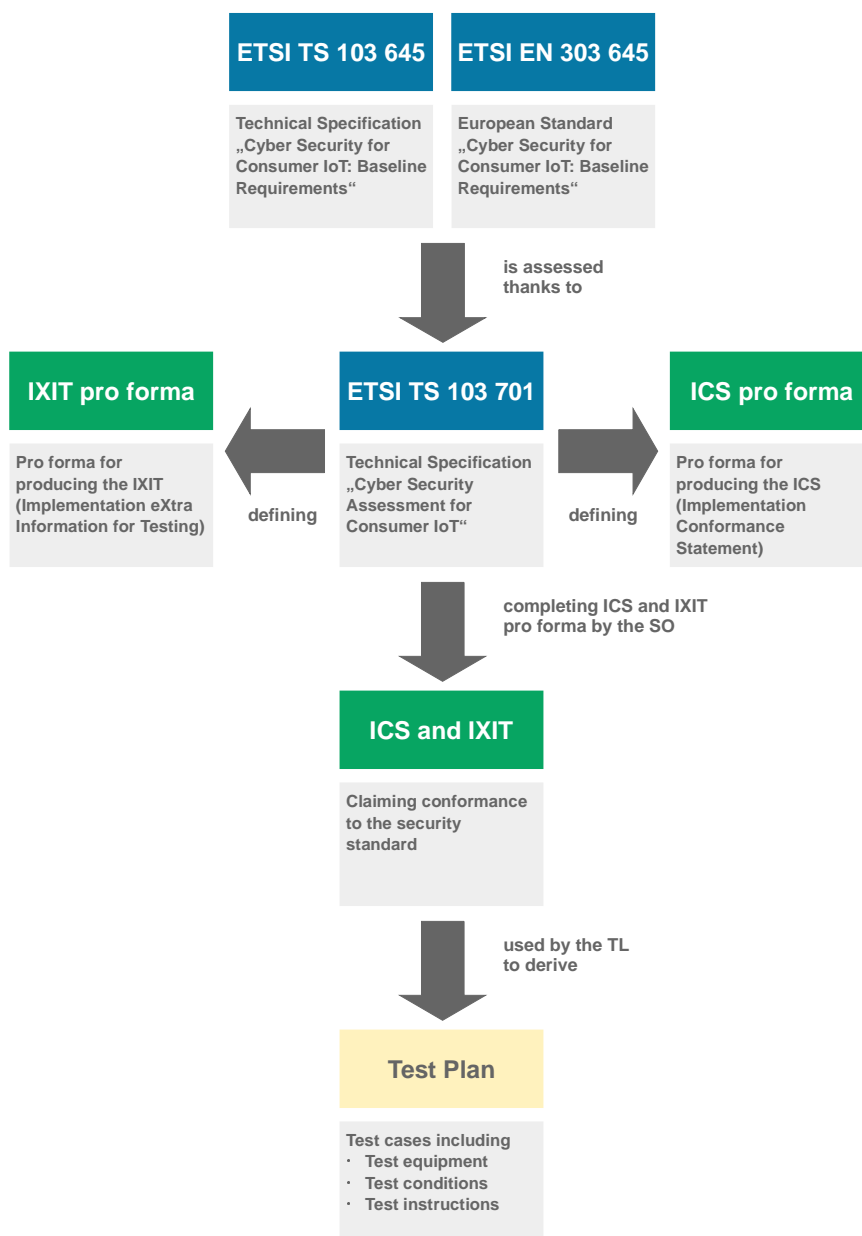 ETSI TS 103 645
ETSI EN 303 645
Technical Specification
„Cyber Security for
Consumer IoT: Baseline
Requirements“
European Standard
„Cyber Security for
Consumer IoT: Baseline
Requirements“
is assessed
thanks to
IXIT pro forma
ETSI TS 103 701
ICS pro forma
Pro forma for
producing the IXIT
(Implementation eXtra
Information for Testing)
defining
Technical Specification
„Cyber Security
Assessment for
Consumer IoT“
defining
Pro forma for
producing the ICS
(Implementation
Conformance
Statement)
completing ICS and IXIT
pro forma by the SO
ICS and IXIT
Claiming conformance
to the security
standard
used by the TL
to derive
Test Plan
Test cases including
· Test equipment
· Test conditions
· Test instructions